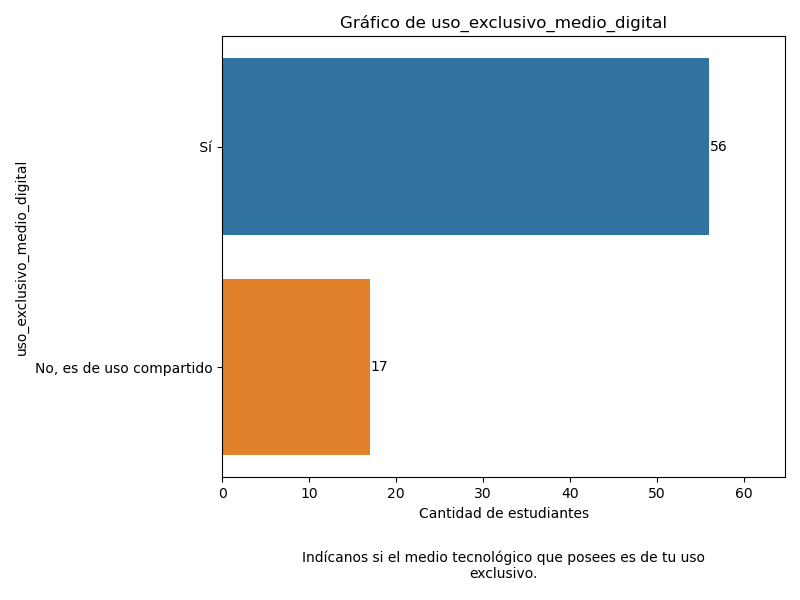 Gráfico de uso_exclusivo_medio_digital
uso_exclusivo_medio_digital
Sí
56
No, es de uso compartido
17
0 10 20 30 40 50 60
Cantidad de estudiantes
Indícanos si el medio tecnológico que posees es de tu uso
exclusivo.